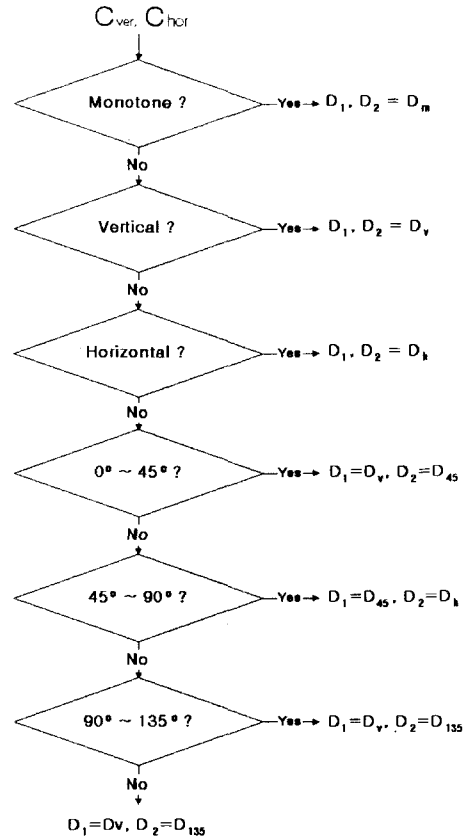 C ver, C hor
Monotone ? Yes D₁, D₂ = Dₘ
No
Vertical ? Yes D₁, D₂ = Dᵥ
No
Horizontal ? Yes D₁, D₂ = Dₕ
No
0° ~ 45° ? Yes D₁=Dᵥ, D₂=D₄₅
No
45° ~ 90° ? Yes D₁=D₄₅, D₂=Dₕ
No
90° ~ 135° ? Yes D₁=Dᵥ, D₂=D₁₃₅
No
D₁=Dv, D₂=D₁₃₅